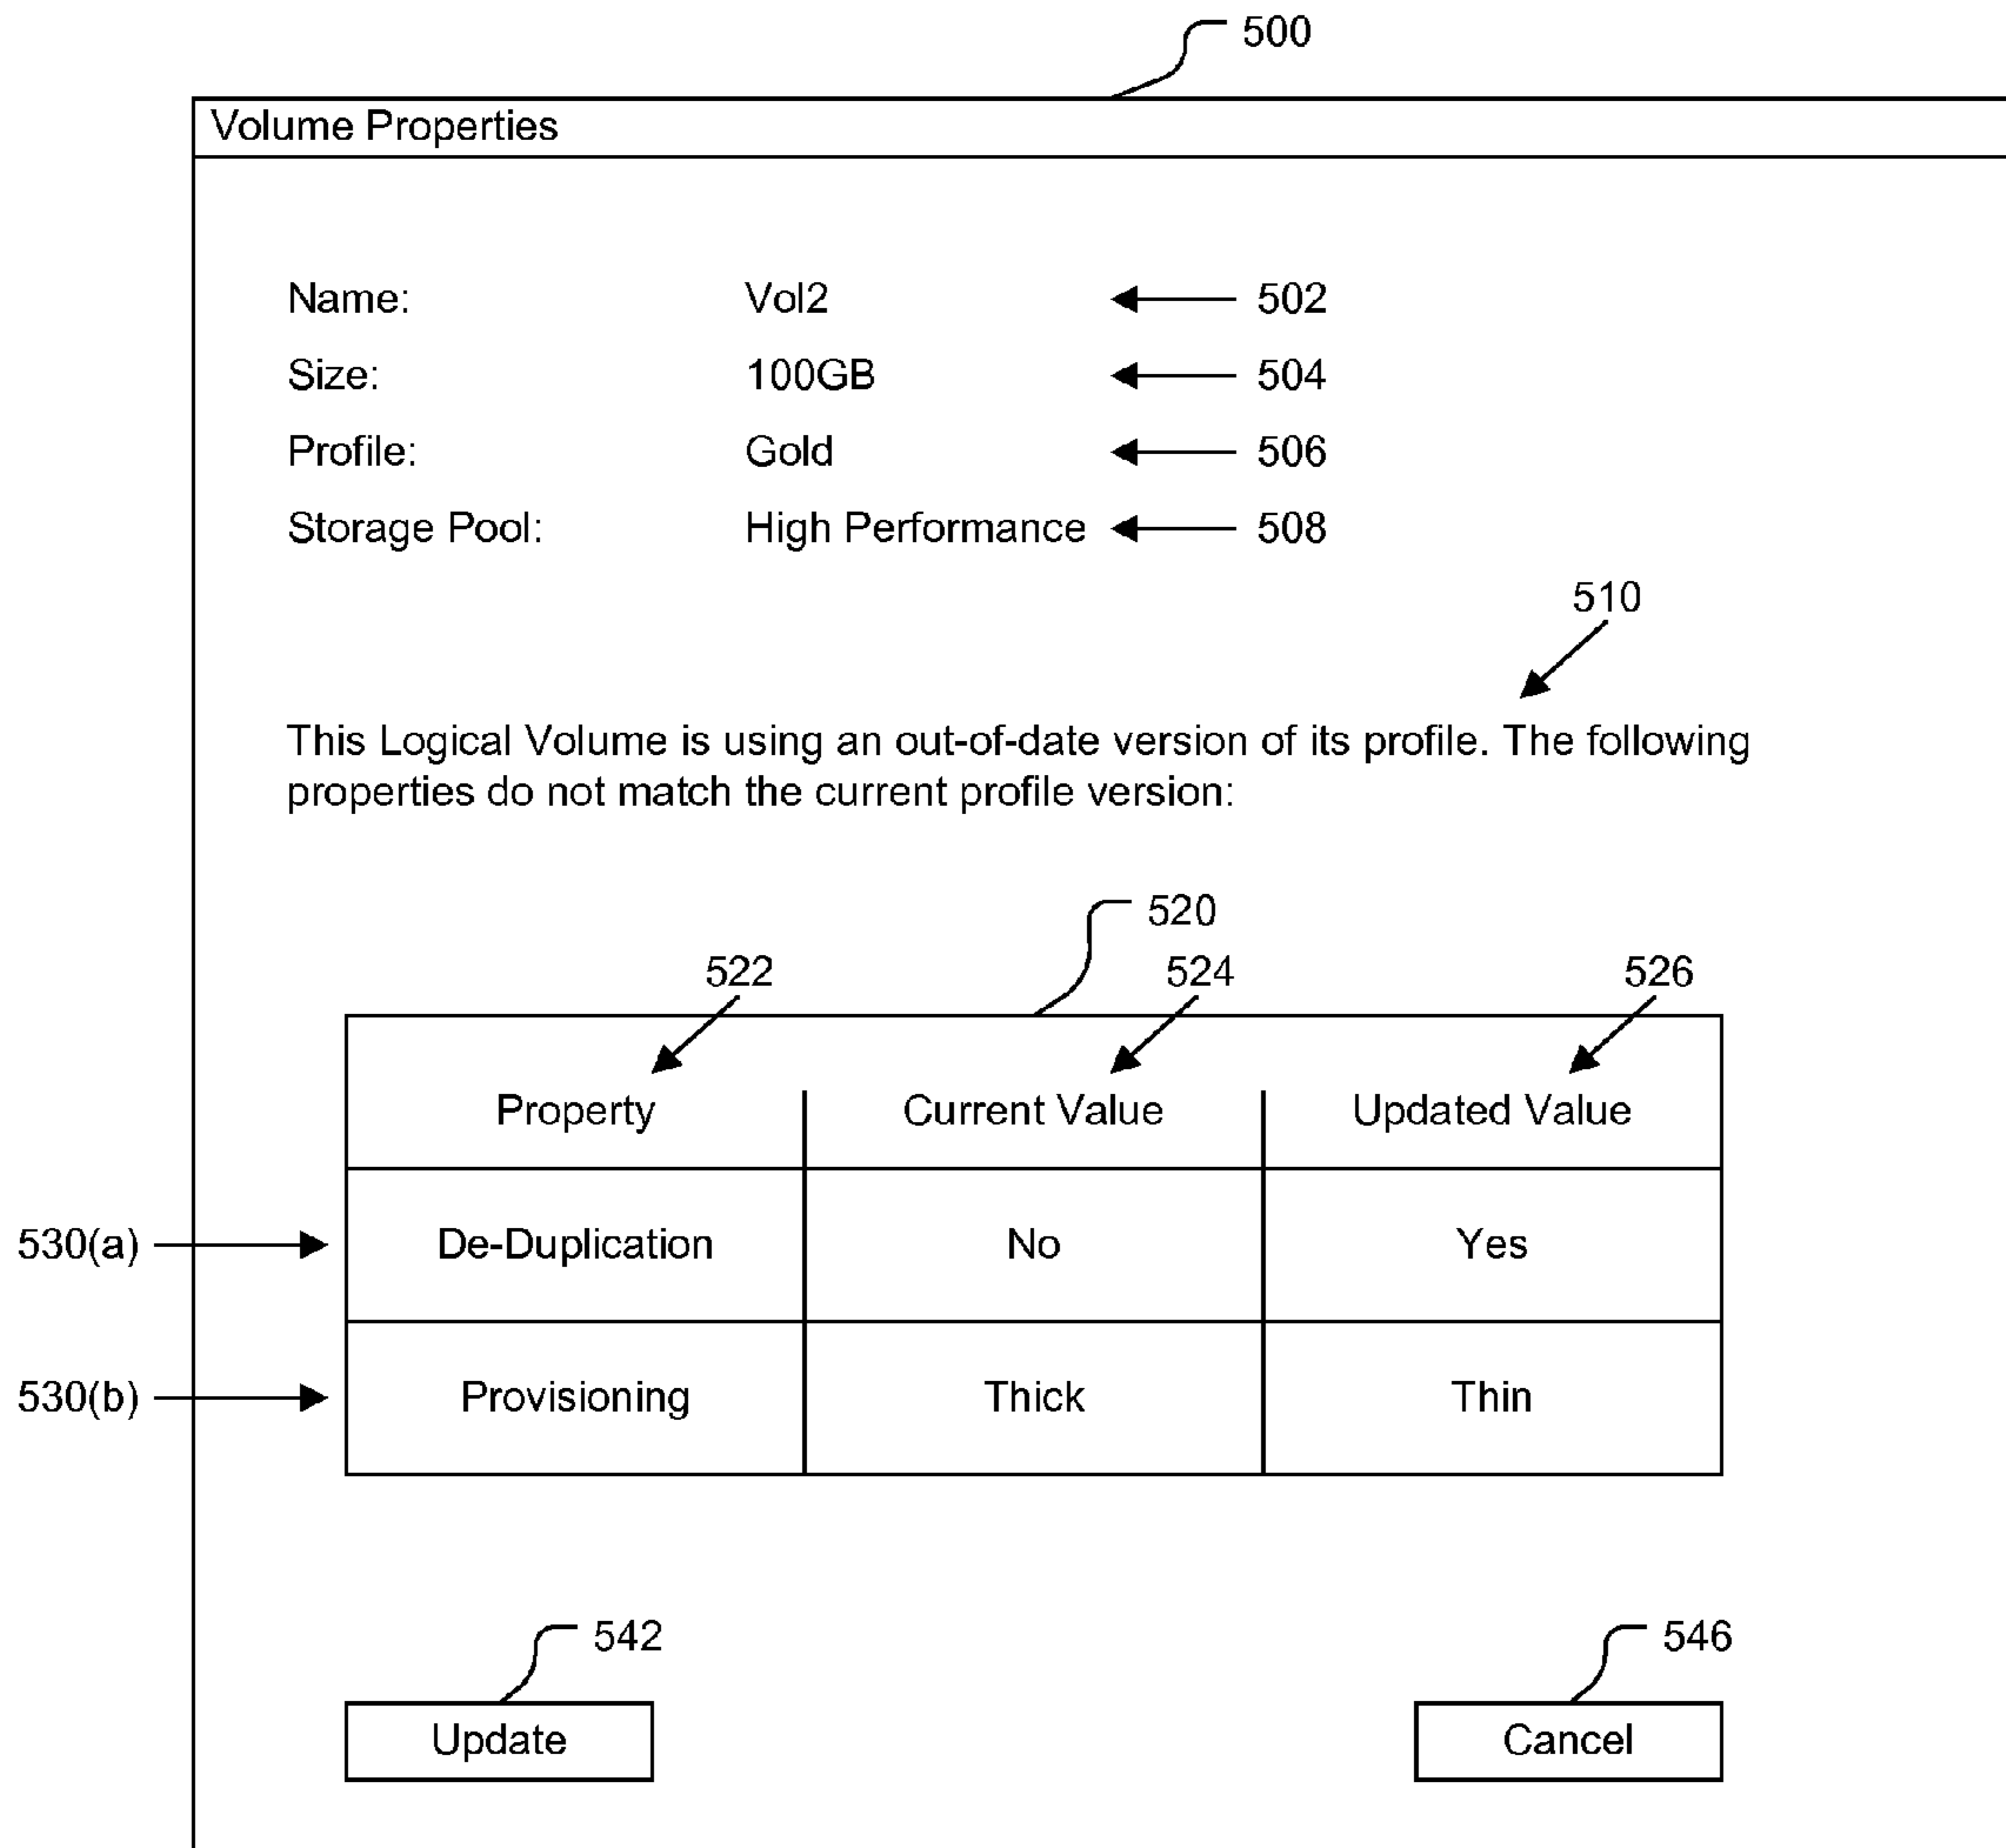 500
Volume Properties
Name: Vol2 502
Size: 100GB 504
Profile: Gold 506
Storage Pool: High Performance 508
510
This Logical Volume is using an out-of-date version of its profile. The following
properties do not match the current profile version:
520
522 524 526
Property Current Value Updated Value
530(a) De-Duplication No Yes
530(b) Provisioning Thick Thin
542 546
Update Cancel